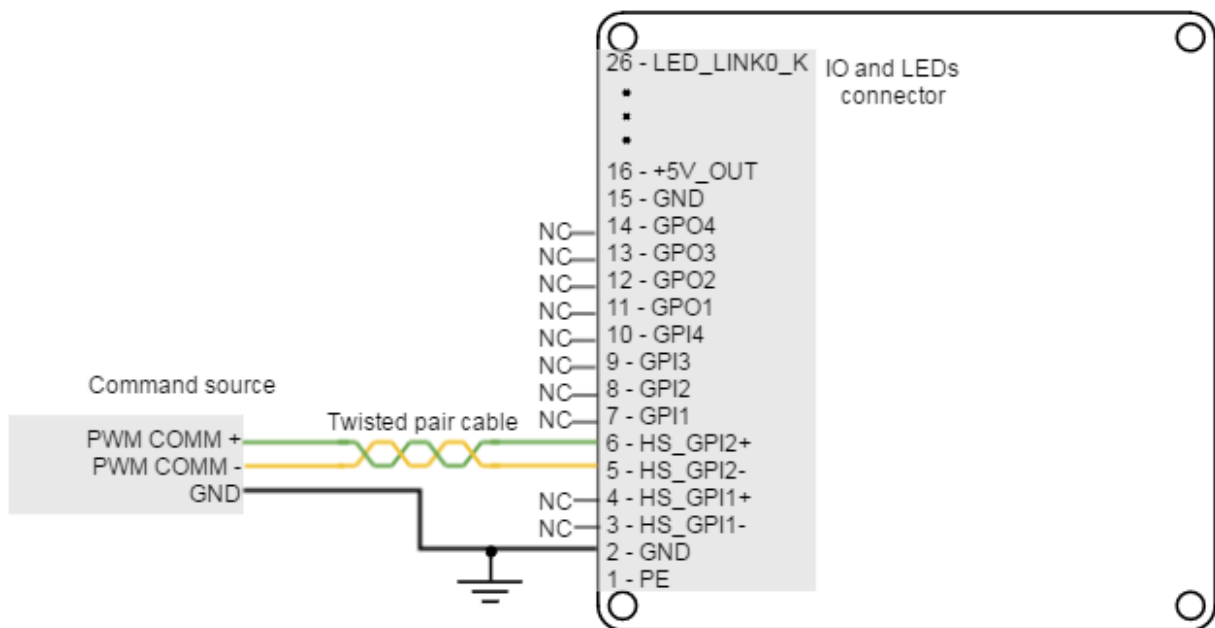 26 - LED_LINK0_K
IO and LEDs
connector
16 - +5V_OUT
15 - GND
NC 14 - GPO4
NC 13 - GPO3
NC 12 - GPO2
NC 11 - GPO1
NC 10 - GPI4
NC 9 - GPI3
NC 8 - GPI2
NC 7 - GPI1
Command source
Twisted pair cable
PWM COMM + 6 - HS_GPI2+
PWM COMM - 5 - HS_GPI2-
GND
NC 4 - HS_GPI1+
NC 3 - HS_GPI1-
2 - GND
1 - PE